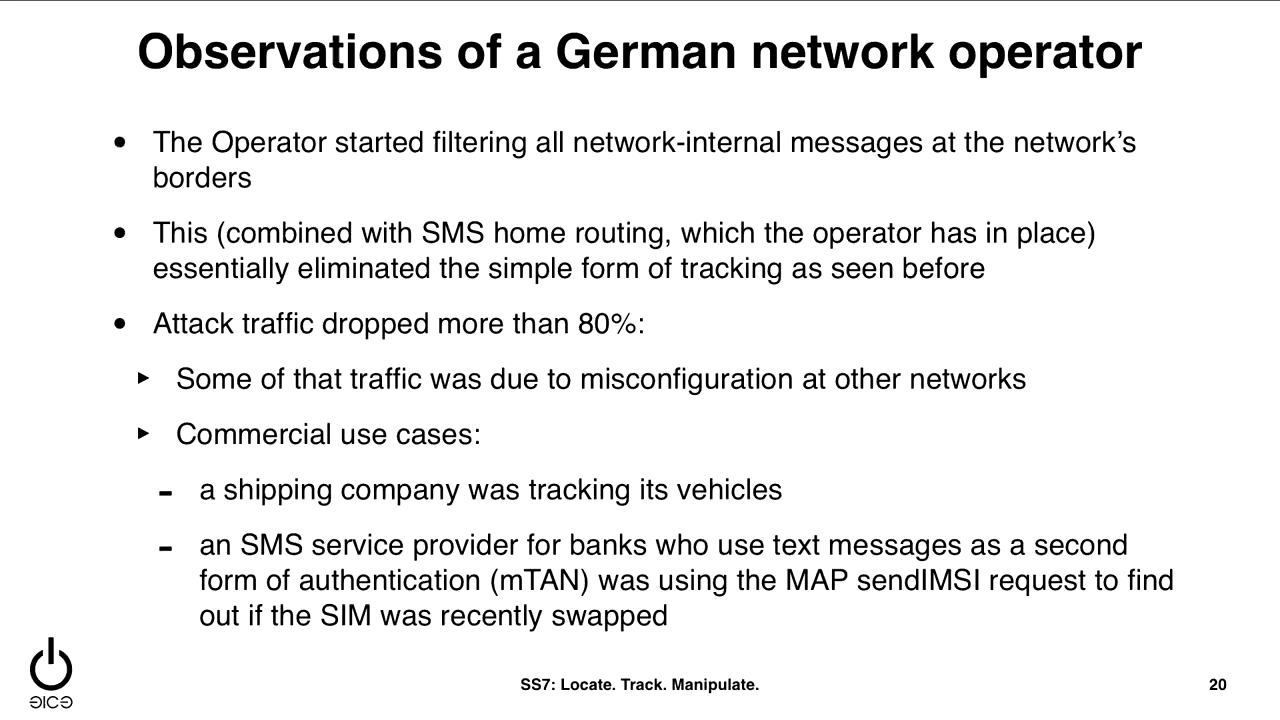 Observations of a German network operator
• The Operator started filtering all network-internal messages at the network’s
borders
• This (combined with SMS home routing, which the operator has in place)
essentially eliminated the simple form of tracking as seen before
• Attack traffic dropped more than 80%:
‣ Some of that traffic was due to misconfiguration at other networks
‣ Commercial use cases:
- a shipping company was tracking its vehicles
- an SMS service provider for banks who use text messages as a second
form of authentication (mTAN) was using the MAP sendIMSI request to find
out if the SIM was recently swapped
SS7: Locate. Track. Manipulate.
20